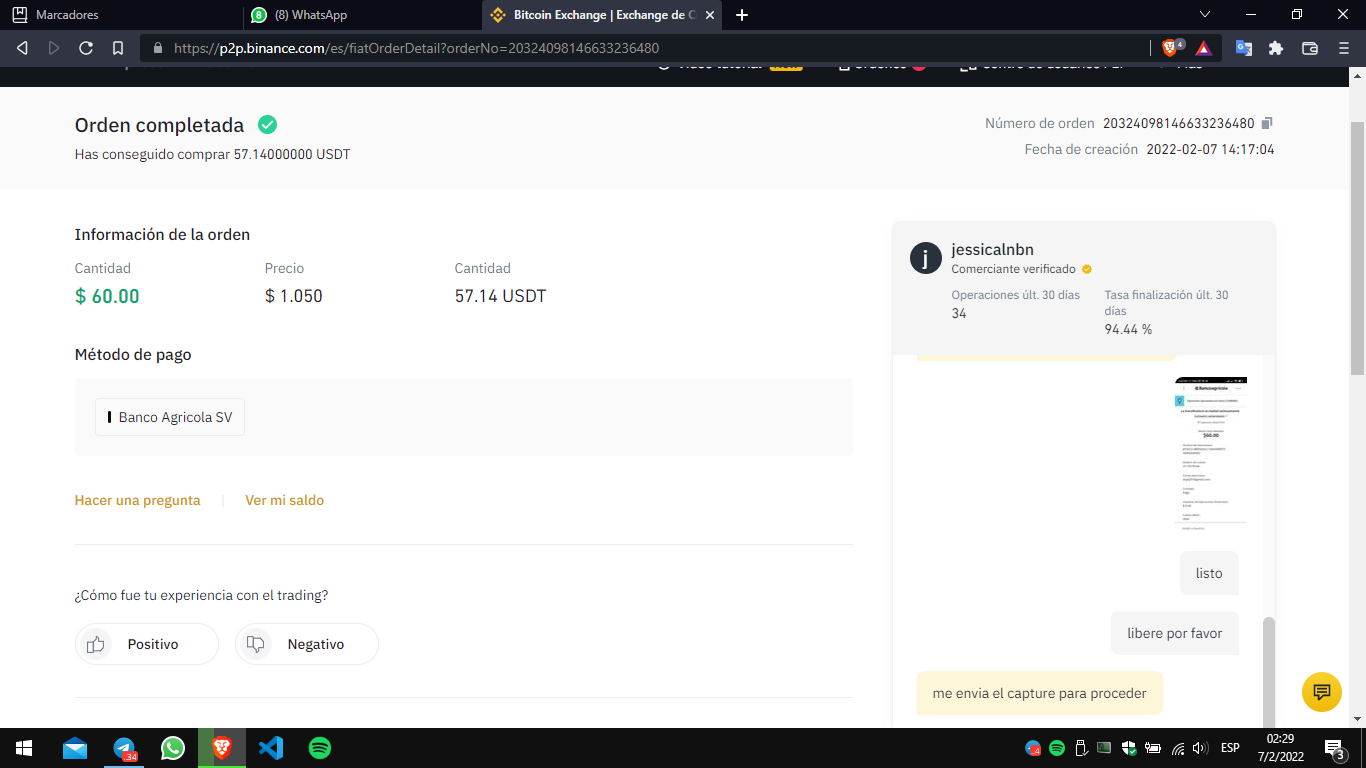 Marcadores
(8) WhatsApp
Bitcoin Exchange | Exchange de C
https://p2p.binance.com/es/fiatOrderDetail?orderNo=20324098146633236480
4
Orden completada
Has conseguido comprar 57.14000000 USDT
Número de orden 20324098146633236480
Fecha de creación 2022-02-07 14:17:04
Información de la orden
Cantidad Precio Cantidad
$ 60.00 $ 1.050 57.14 USDT
Método de pago
Banco Agricola SV
Hacer una pregunta Ver mi saldo
¿Cómo fue tu experiencia con el trading?
Positivo Negativo
j
jessicalnbn
Comerciante verificado
Operaciones últ. 30 días
34
Tasa finalización últ. 30
días
94.44 %
$60.00
listo
libere por favor
me envia el capture para proceder
34
ESP
02:29
7/2/2022
3